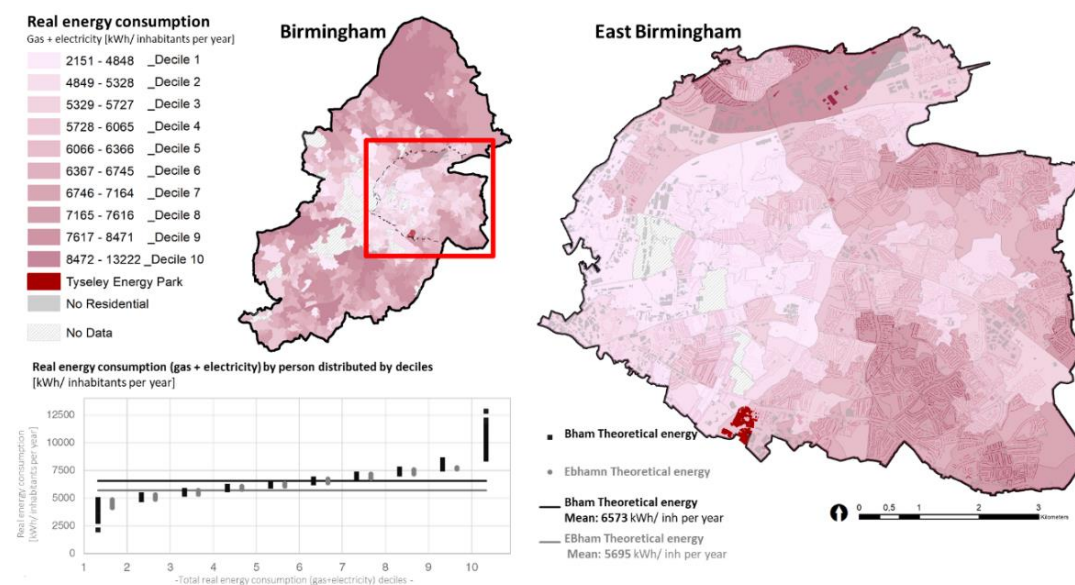 Real energy consumption
Gas + electricity [kWh/ inhabitants per year]
2151 - 4848 _Decile 1
4849 - 5328 _Decile 2
5329 - 5727 _Decile 3
5728 - 6065 _Decile 4
6066 - 6366 _Decile 5
6367 - 6745 _Decile 6
6746 - 7164 _Decile 7
7165 - 7616 _Decile 8
7617 - 8471 _Decile 9
8472 - 13222 _Decile 10
Tyseley Energy Park
No Residential
No Data
Birmingham
East Birmingham
Real energy consumption (gas + electricity) by person distributed by deciles
[kWh/ inhabitants per year]
Real energy consumption
[kWh/ inhabitants per year]
12500
10000
7500
5000
2500
0
1 2 3 4 5 6 7 8 9 10
-Total real energy consumption (gas+electricity) deciles -
Bham Theoretical energy
Ebhamn Theoretical energy
Bham Theoretical energy
Mean: 6573 kWh/ inh per year
EBham Theoretical energy
Mean: 5695 kWh/ inh per year
0 0,5 1 2 3
Kilometers